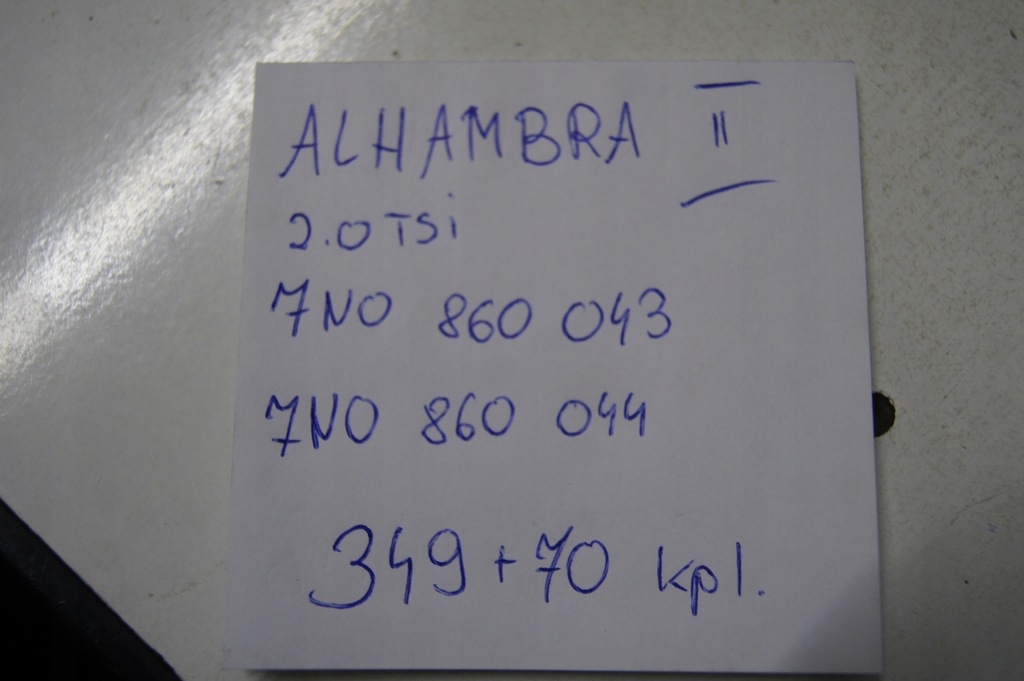 ALHAMBRA II
2.0 TSi
7N0 860 043
7N0 860 044
349 + 70 kpl.